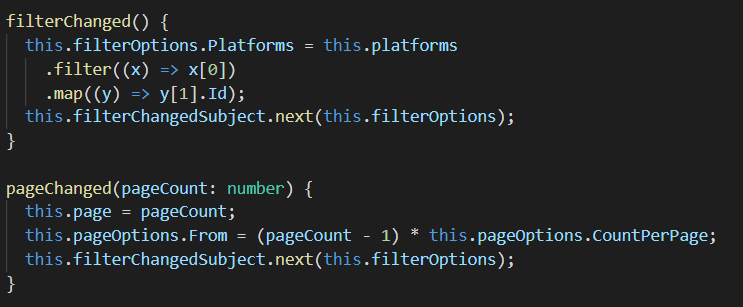 filterChanged() {
  this.filterOptions.Platforms = this.platforms
    .filter((x) => x[0])
    .map((y) => y[1].Id);
  this.filterChangedSubject.next(this.filterOptions);
}

pageChanged(pageCount: number) {
  this.page = pageCount;
  this.pageOptions.From = (pageCount - 1) * this.pageOptions.CountPerPage;
  this.filterChangedSubject.next(this.filterOptions);
}